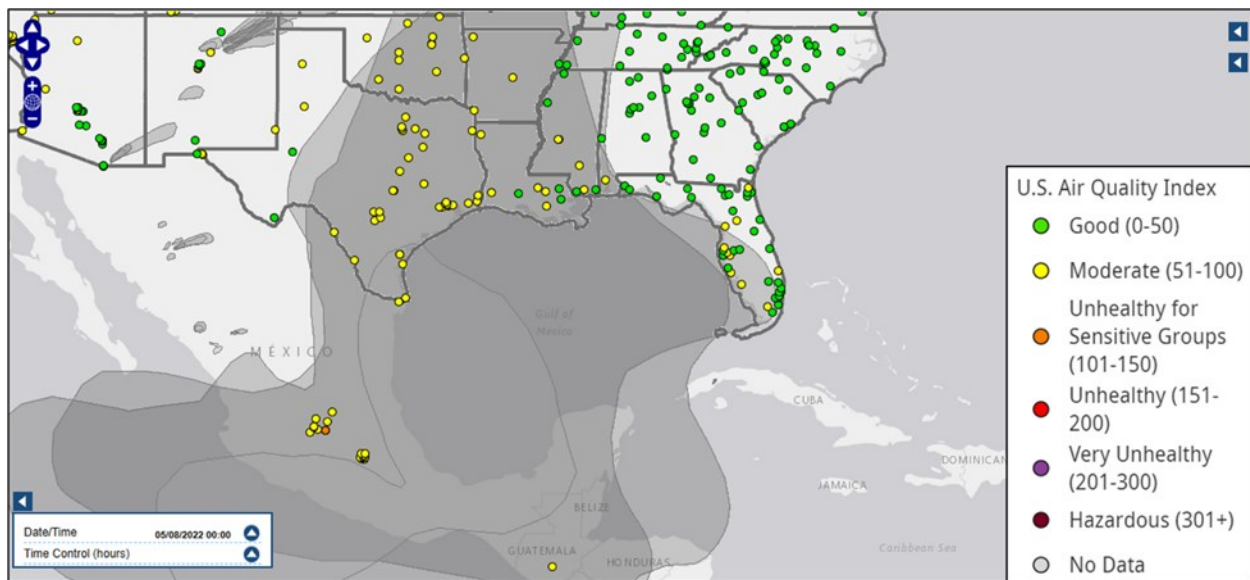 Gulf of
Mexico
MÉXICO
CUBA
DOMINICAN
JAMAICA
BELIZE
GUATEMALA
HONDURAS
Caribbean Sea
Date/Time 05/08/2022 00:00
Time Control (hours)
U.S. Air Quality Index
Good (0-50)
Moderate (51-100)
Unhealthy for
Sensitive Groups
(101-150)
Unhealthy (151-
200)
Very Unhealthy
(201-300)
Hazardous (301+)
No Data